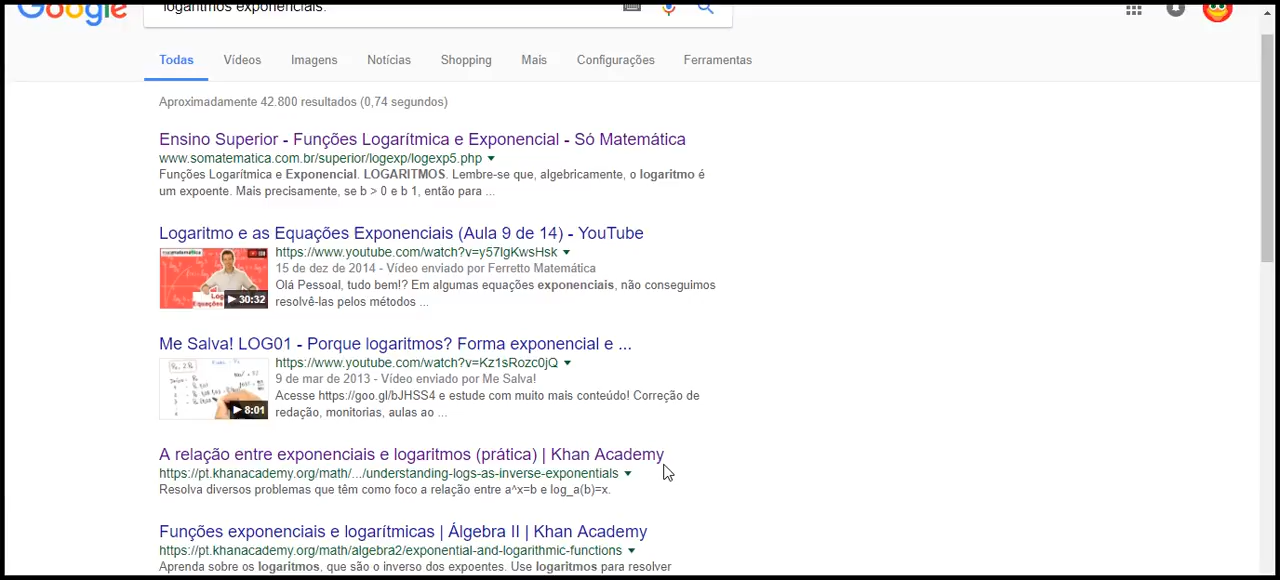 Google
logaritmos exponenciais.
Todas Vídeos Imagens Notícias Shopping Mais Configurações Ferramentas
Aproximadamente 42.800 resultados (0,74 segundos)
Ensino Superior - Funções Logarítmica e Exponencial - Só Matemática
www.somatematica.com.br/superior/logexp/logexp5.php
Funções Logarítmica e Exponencial. LOGARITMOS. Lembre-se que, algebricamente, o logaritmo é
um expoente. Mais precisamente, se b > 0 e b 1, então para ...
Logaritmo e as Equações Exponenciais (Aula 9 de 14) - YouTube
https://www.youtube.com/watch?v=y57IgKwsHsk
15 de dez de 2014 - Vídeo enviado por Ferretto Matemática
Olá Pessoal, tudo bem!? Em algumas equações exponenciais, não conseguimos
resolvê-las pelos métodos ...
30:32
Me Salva! LOG01 - Porque logaritmos? Forma exponencial e ...
https://www.youtube.com/watch?v=Kz1sRozc0jQ
9 de mar de 2013 - Vídeo enviado por Me Salva!
Acesse https://goo.gl/bJHSS4 e estude com muito mais conteúdo! Correção de
redação, monitorias, aulas ao ...
8:01
A relação entre exponenciais e logaritmos (prática) | Khan Academy
https://pt.khanacademy.org/math/.../understanding-logs-as-inverse-exponentials
Resolva diversos problemas que têm como foco a relação entre a^x=b e log_a(b)=x.
Funções exponenciais e logarítmicas | Álgebra II | Khan Academy
https://pt.khanacademy.org/math/algebra2/exponential-and-logarithmic-functions
Aprenda sobre os logaritmos, que são o inverso dos expoentes. Use logaritmos para resolver